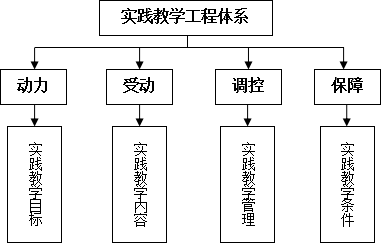 实践教学工程体系
动力
受动
调控
保障
实践教学目标
实践教学内容
实践教学管理
实践教学条件